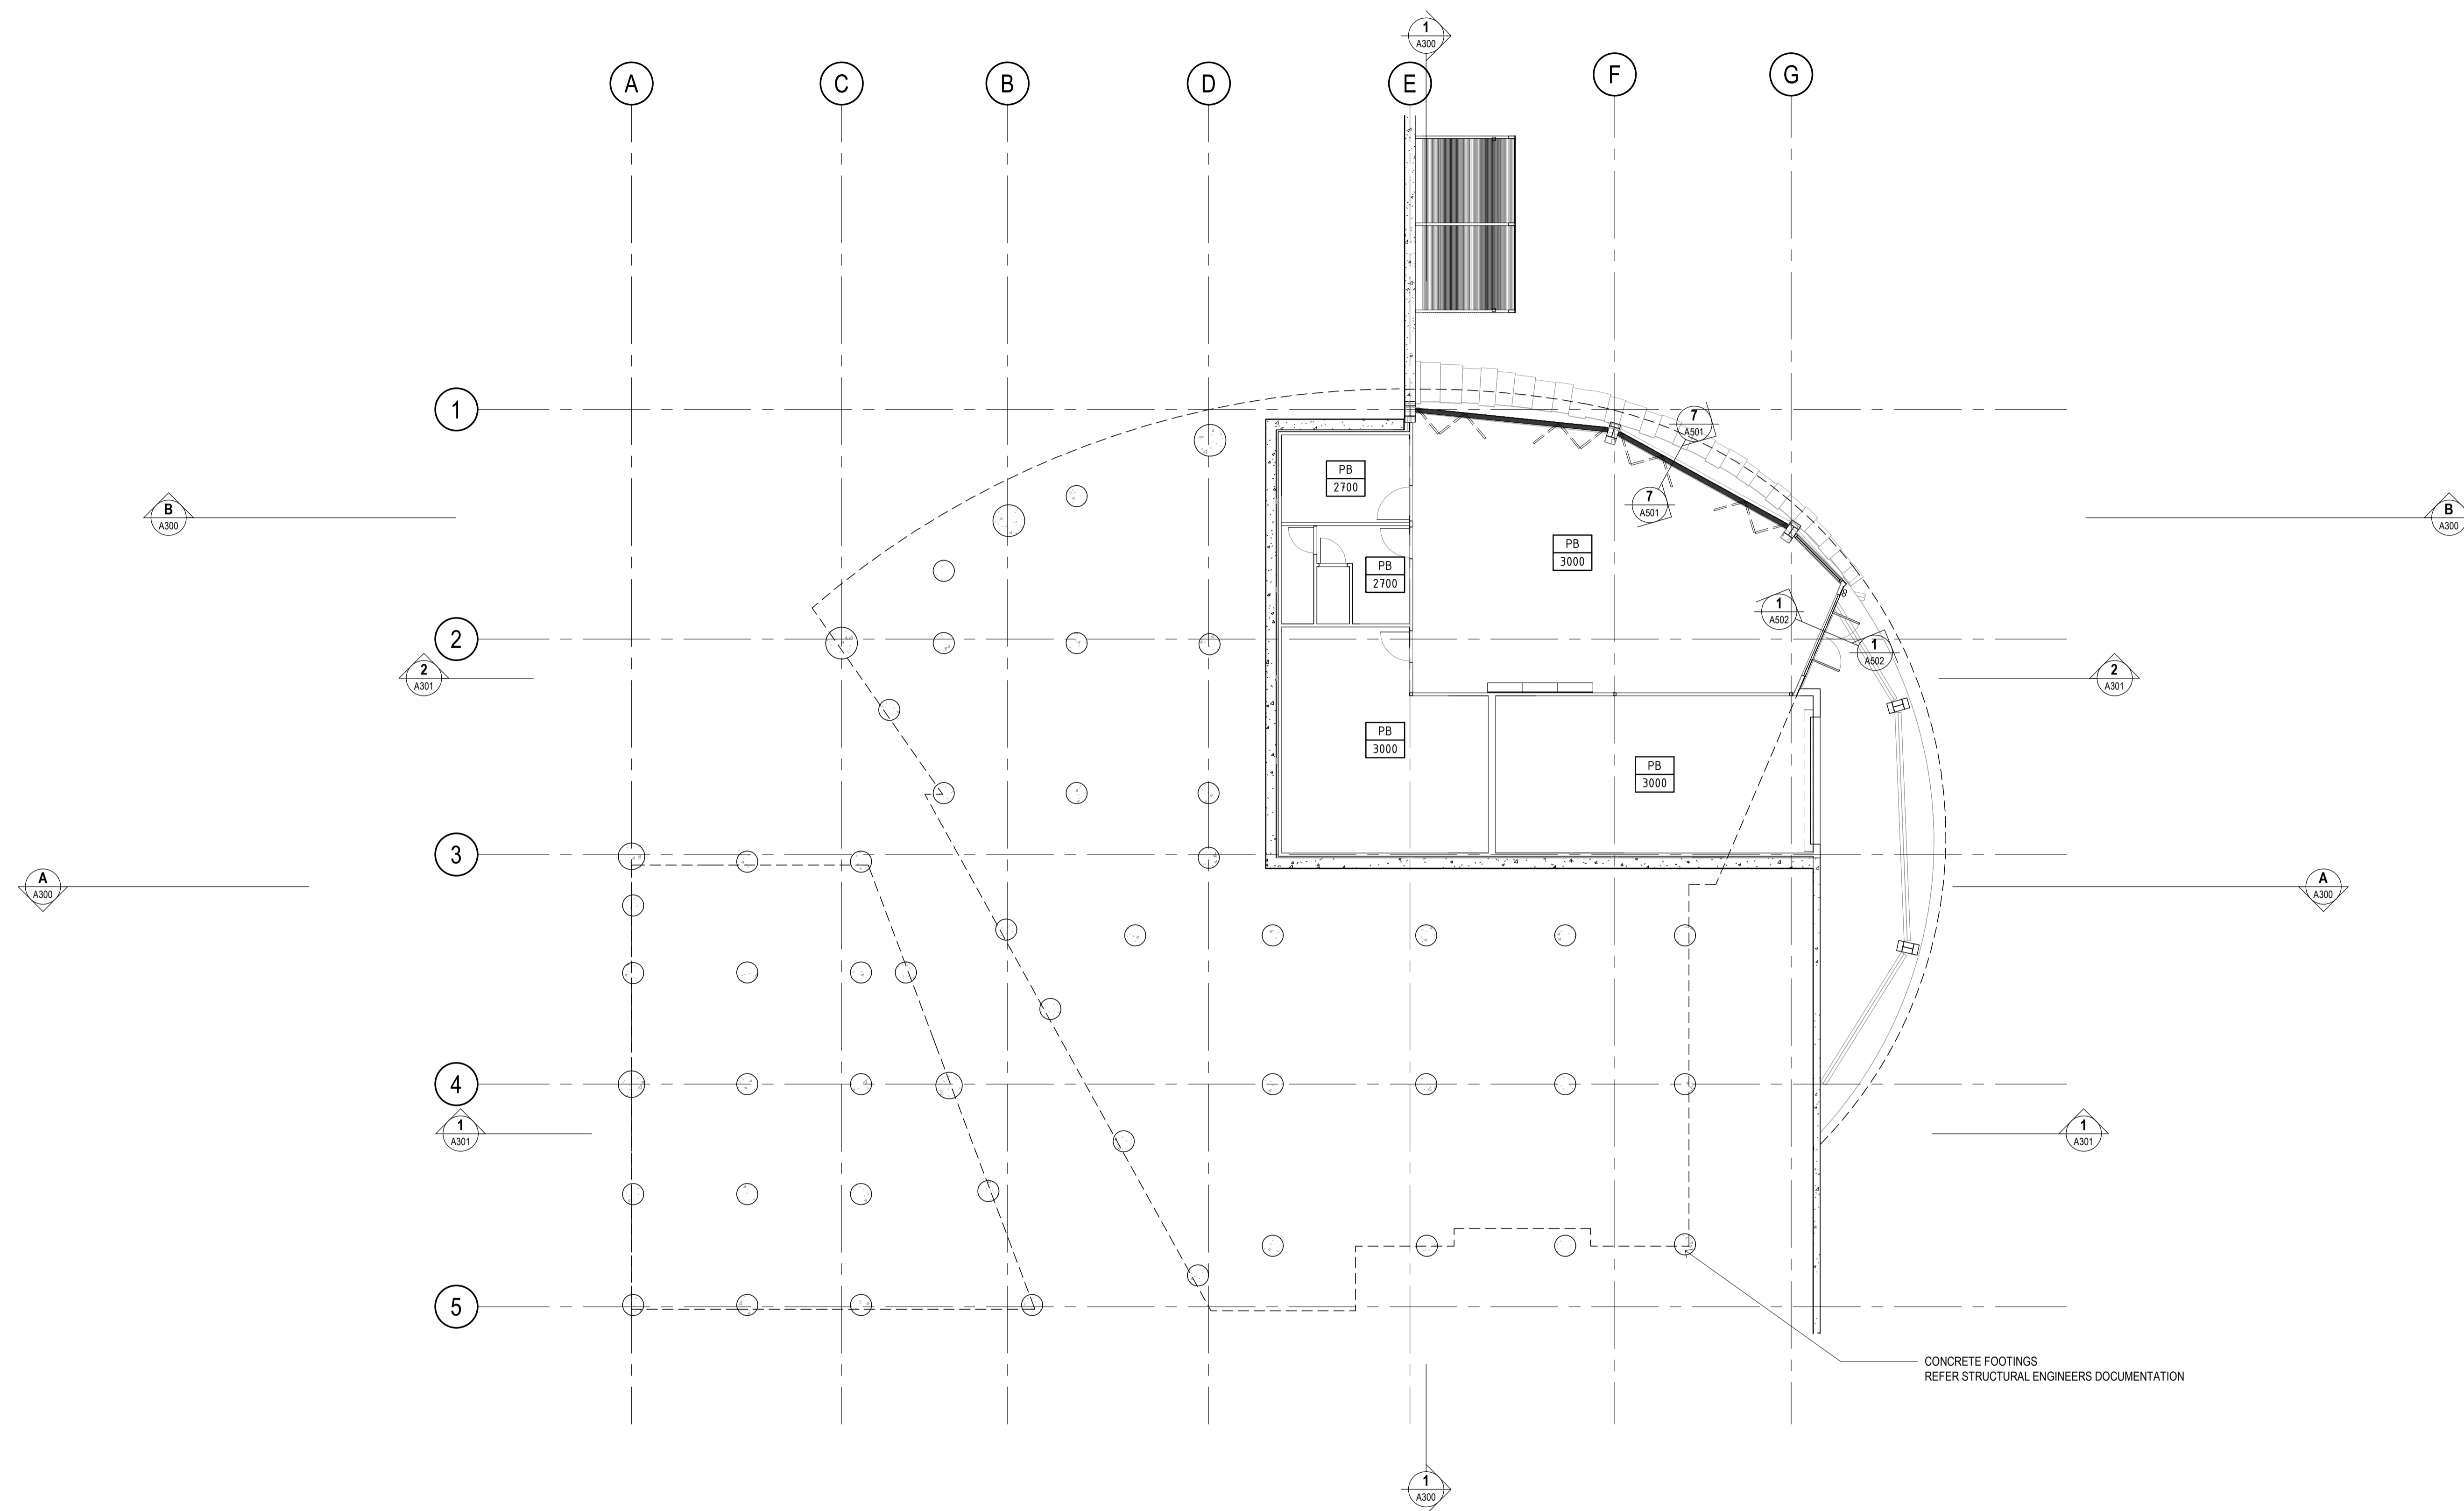 1
A300
A
C
B
D
E
F
G
1
7
A501
PB
2700
7
A501
B
A300
B
A300
PB
3000
PB
2700
1
A502
2
1
A502
2
A301
2
A301
PB
3000
PB
3000
3
A
A300
A
A300
4
1
A301
1
A301
5
CONCRETE FOOTINGS
REFER STRUCTURAL ENGINEERS DOCUMENTATION
1
A300